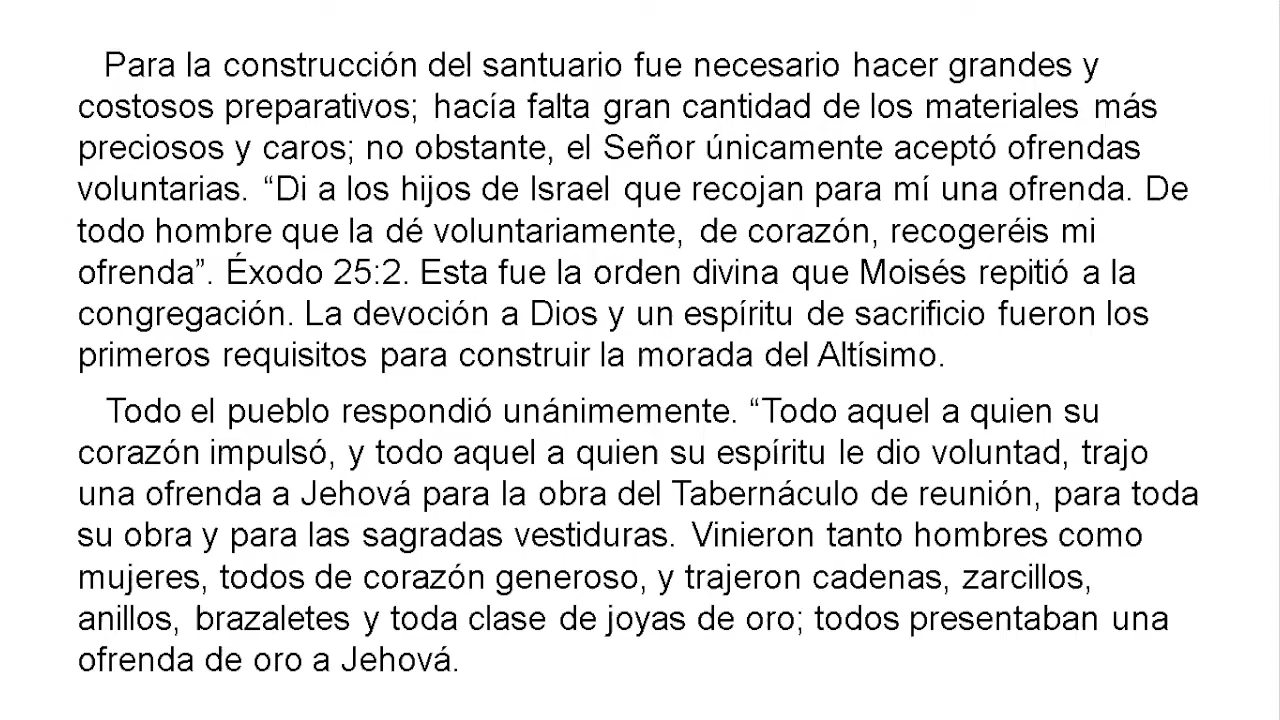 Para la construcción del santuario fue necesario hacer grandes y
costosos preparativos; hacía falta gran cantidad de los materiales más
preciosos y caros; no obstante, el Señor únicamente aceptó ofrendas
voluntarias. “Di a los hijos de Israel que recojan para mí una ofrenda. De
todo hombre que la dé voluntariamente, de corazón, recogeréis mi
ofrenda”. Éxodo 25:2. Esta fue la orden divina que Moisés repitió a la
congregación. La devoción a Dios y un espíritu de sacrificio fueron los
primeros requisitos para construir la morada del Altísimo.
Todo el pueblo respondió unánimemente. “Todo aquel a quien su
corazón impulsó, y todo aquel a quien su espíritu le dio voluntad, trajo
una ofrenda a Jehová para la obra del Tabernáculo de reunión, para toda
su obra y para las sagradas vestiduras. Vinieron tanto hombres como
mujeres, todos de corazón generoso, y trajeron cadenas, zarcillos,
anillos, brazaletes y toda clase de joyas de oro; todos presentaban una
ofrenda de oro a Jehová.